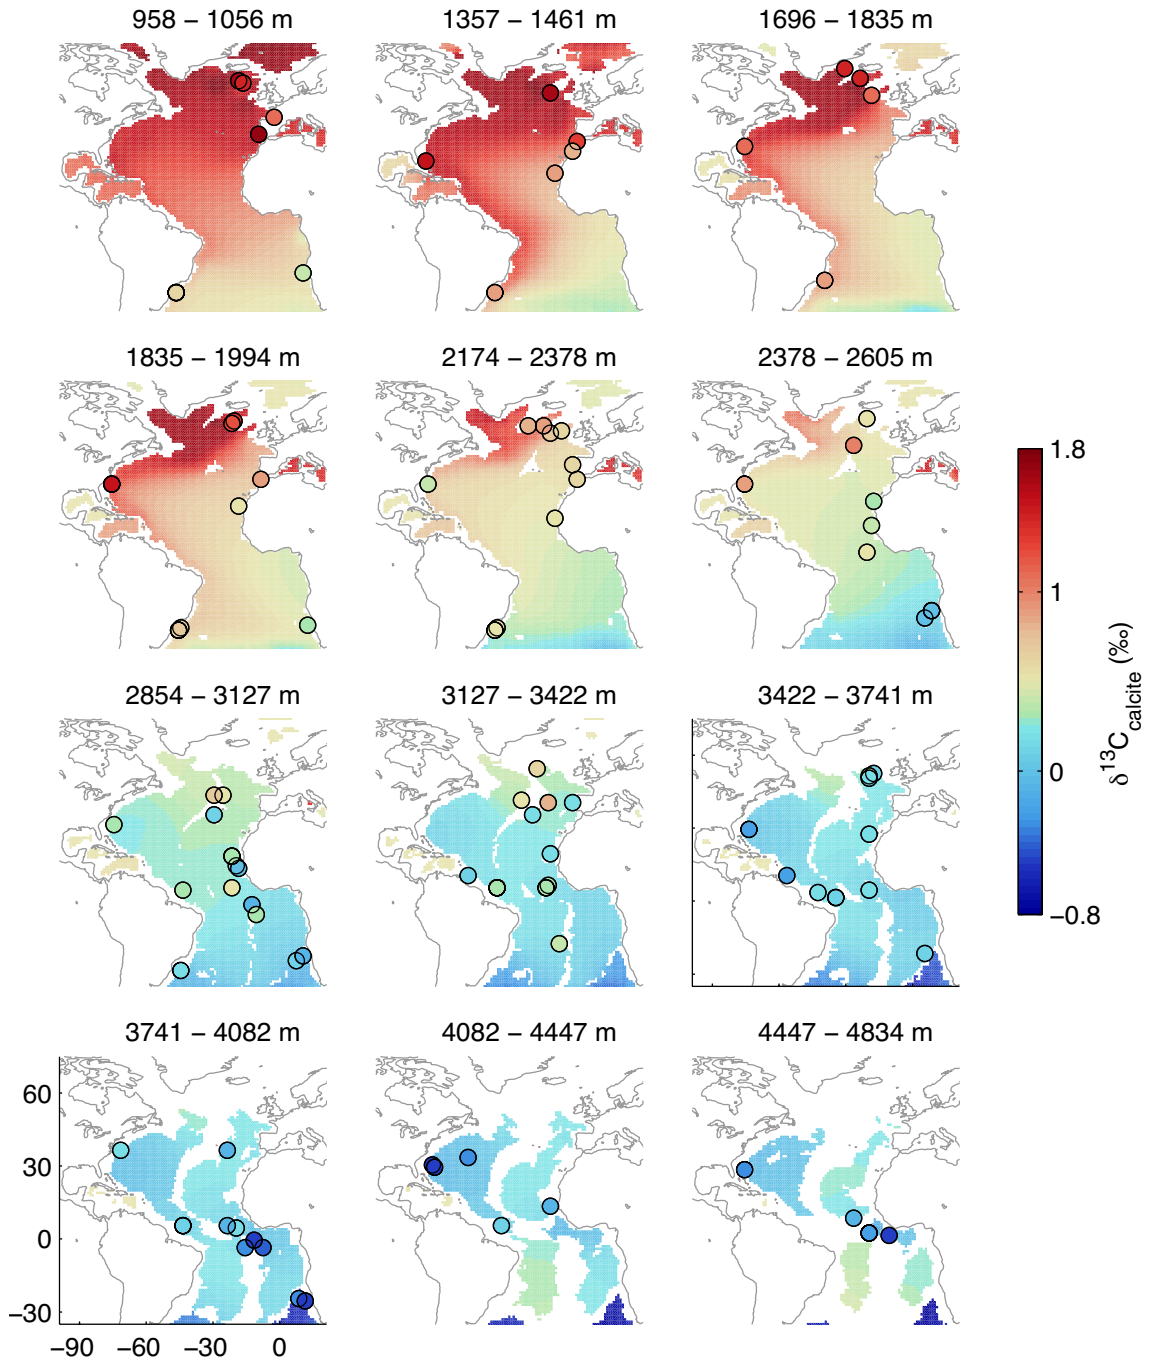 958 − 1056 m
1357 − 1461 m
1696 − 1835 m
1835 − 1994 m
2174 − 2378 m
2378 − 2605 m
1.8
1
0
−0.8
δ13Ccalcite (‰)
2854 − 3127 m
3127 − 3422 m
3422 − 3741 m
3741 − 4082 m
4082 − 4447 m
4447 − 4834 m
60
30
0
−30
−90 −60 −30 0